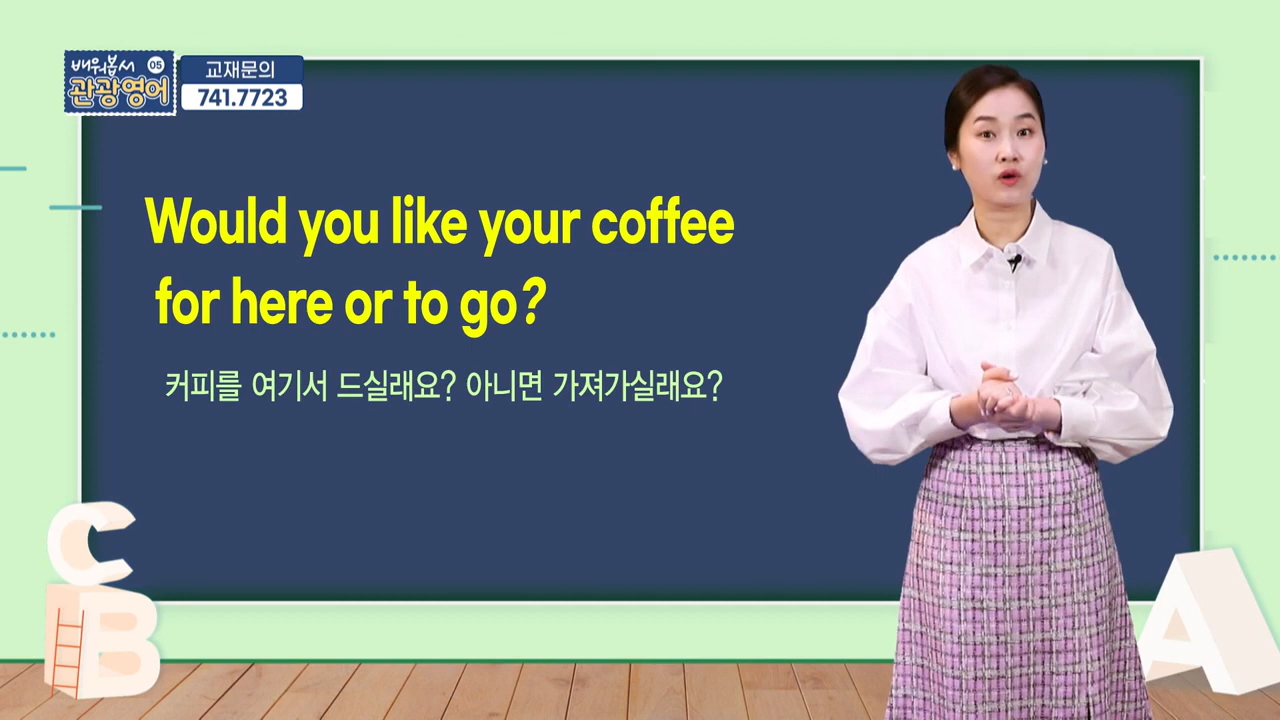 배워봅서 05
관광영어
교재문의
741.7723
Would you like your coffee
for here or to go?
커피를 여기서 드실래요? 아니면 가져가실래요?
C
B
A